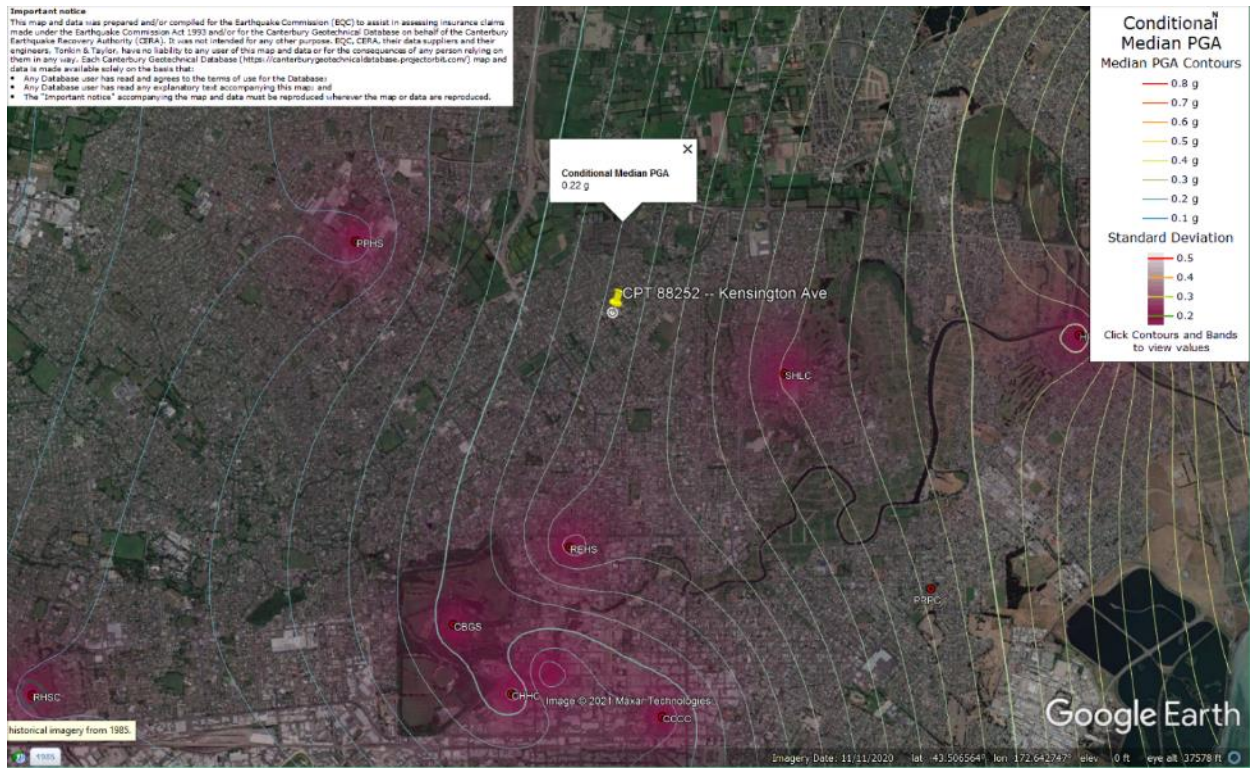 Important notice
This map and data was prepared and/or compiled for the Earthquake Commission (EQC) to assist in assessing insurance claims
made under the Earthquake Commission Act 1993 and/or for the Canterbury Geotechnical Database on behalf of the Canterbury
Earthquake Recovery Authority (CERA). It was not intended for any other purpose. EQC, CERA, their data suppliers and their
engineers, Tonkin & Taylor, have no liability to any user of this map and data or for the consequences of any person relying on
them in any way. Each Canterbury Geotechnical Database (https://canterburygeotechnicaldatabase.projectorbit.com/) map and
data is made available solely on the basis that:
• Any Database user has read and agrees to the terms of use for the Database;
• Any Database user has read any explanatory text accompanying this map; and
• The "Important notice" accompanying the map and data must be reproduced wherever the map or data are reproduced.
N
Conditional
Median PGA
Median PGA Contours
0.8 g
0.7 g
0.6 g
0.5 g
0.4 g
0.3 g
0.2 g
0.1 g
Standard Deviation
0.5
0.4
0.3
0.2
Click Contours and Bands
to view values
Conditional Median PGA
0.22 g
PPHS
CPT 88252 -- Kensington Ave
H
SHLC
REHS
PRPC
CBGS
RHSC
CHHC
Image © 2021 Maxar Technologies
CCCC
Google Earth
historical imagery from 1985.
1985
Imagery Date: 11/11/2020 lat -43.506564° lon 172.642747° elev 0 ft eye alt 37578 ft